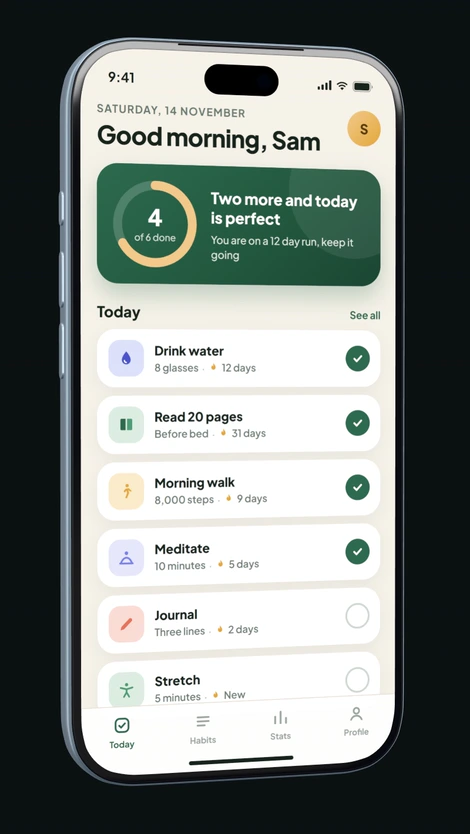 9:41
SATURDAY, 14 NOVEMBER
Good morning, Sam
S
4
of 6 done
Two more and today
is perfect
You are on a 12 day run, keep it
going
Today
See all
Drink water
8 glasses · 12 days
Read 20 pages
Before bed · 31 days
Morning walk
8,000 steps · 9 days
Meditate
10 minutes · 5 days
Journal
Three lines · 2 days
Stretch
5 minutes · New
Today
Habits
Stats
Profile